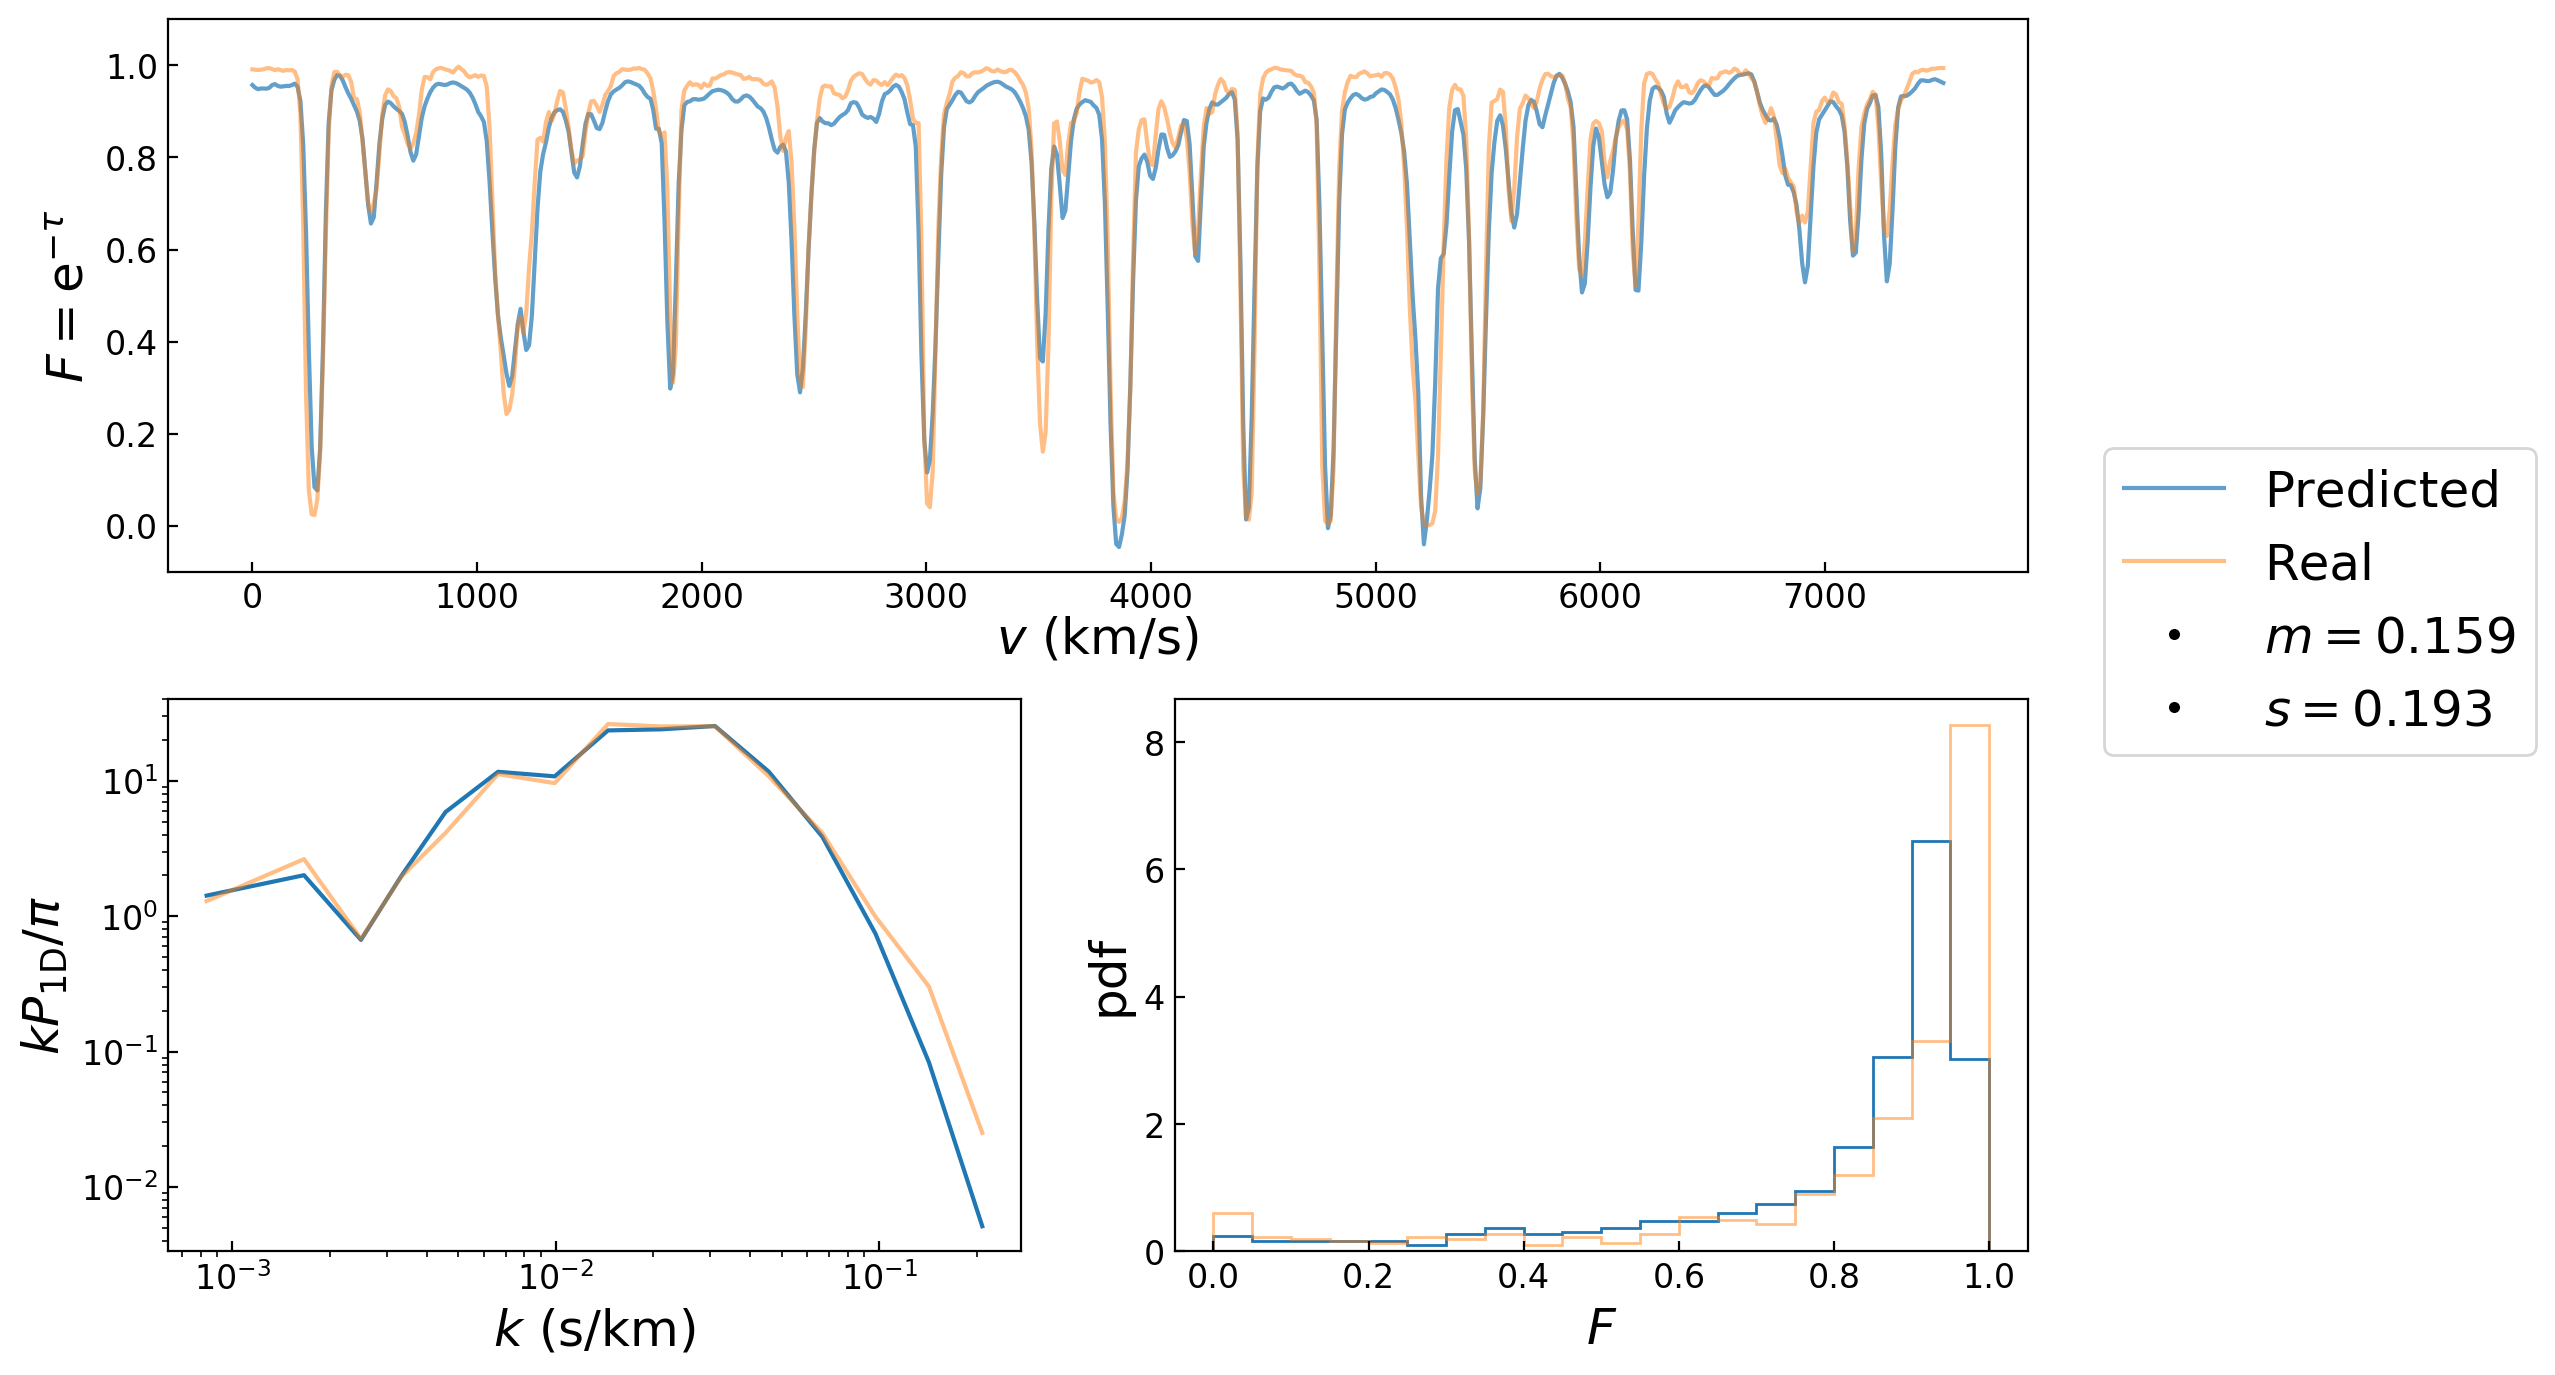 F = e^{−τ}
1.0
0.8
0.6
0.4
0.2
0.0
0 1000 2000 3000 4000 5000 6000 7000
v (km/s)
Predicted
Real
m = 0.159
s = 0.193
kP_{1D}/π
10^1
10^0
10^{−1}
10^{−2}
10^{−3} 10^{−2} 10^{−1}
k (s/km)
pdf
8
6
4
2
0
0.0 0.2 0.4 0.6 0.8 1.0
F